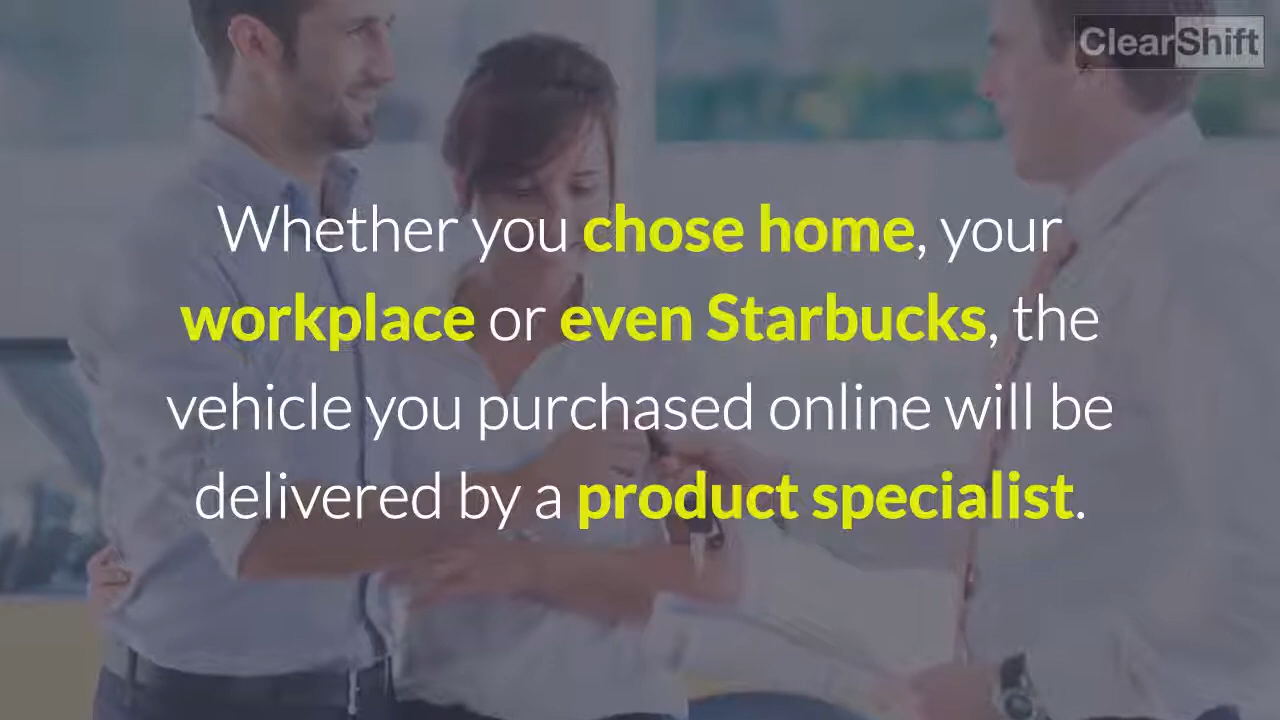 ClearShift
Whether you chose home, your
workplace or even Starbucks, the
vehicle you purchased online will be
delivered by a product specialist.